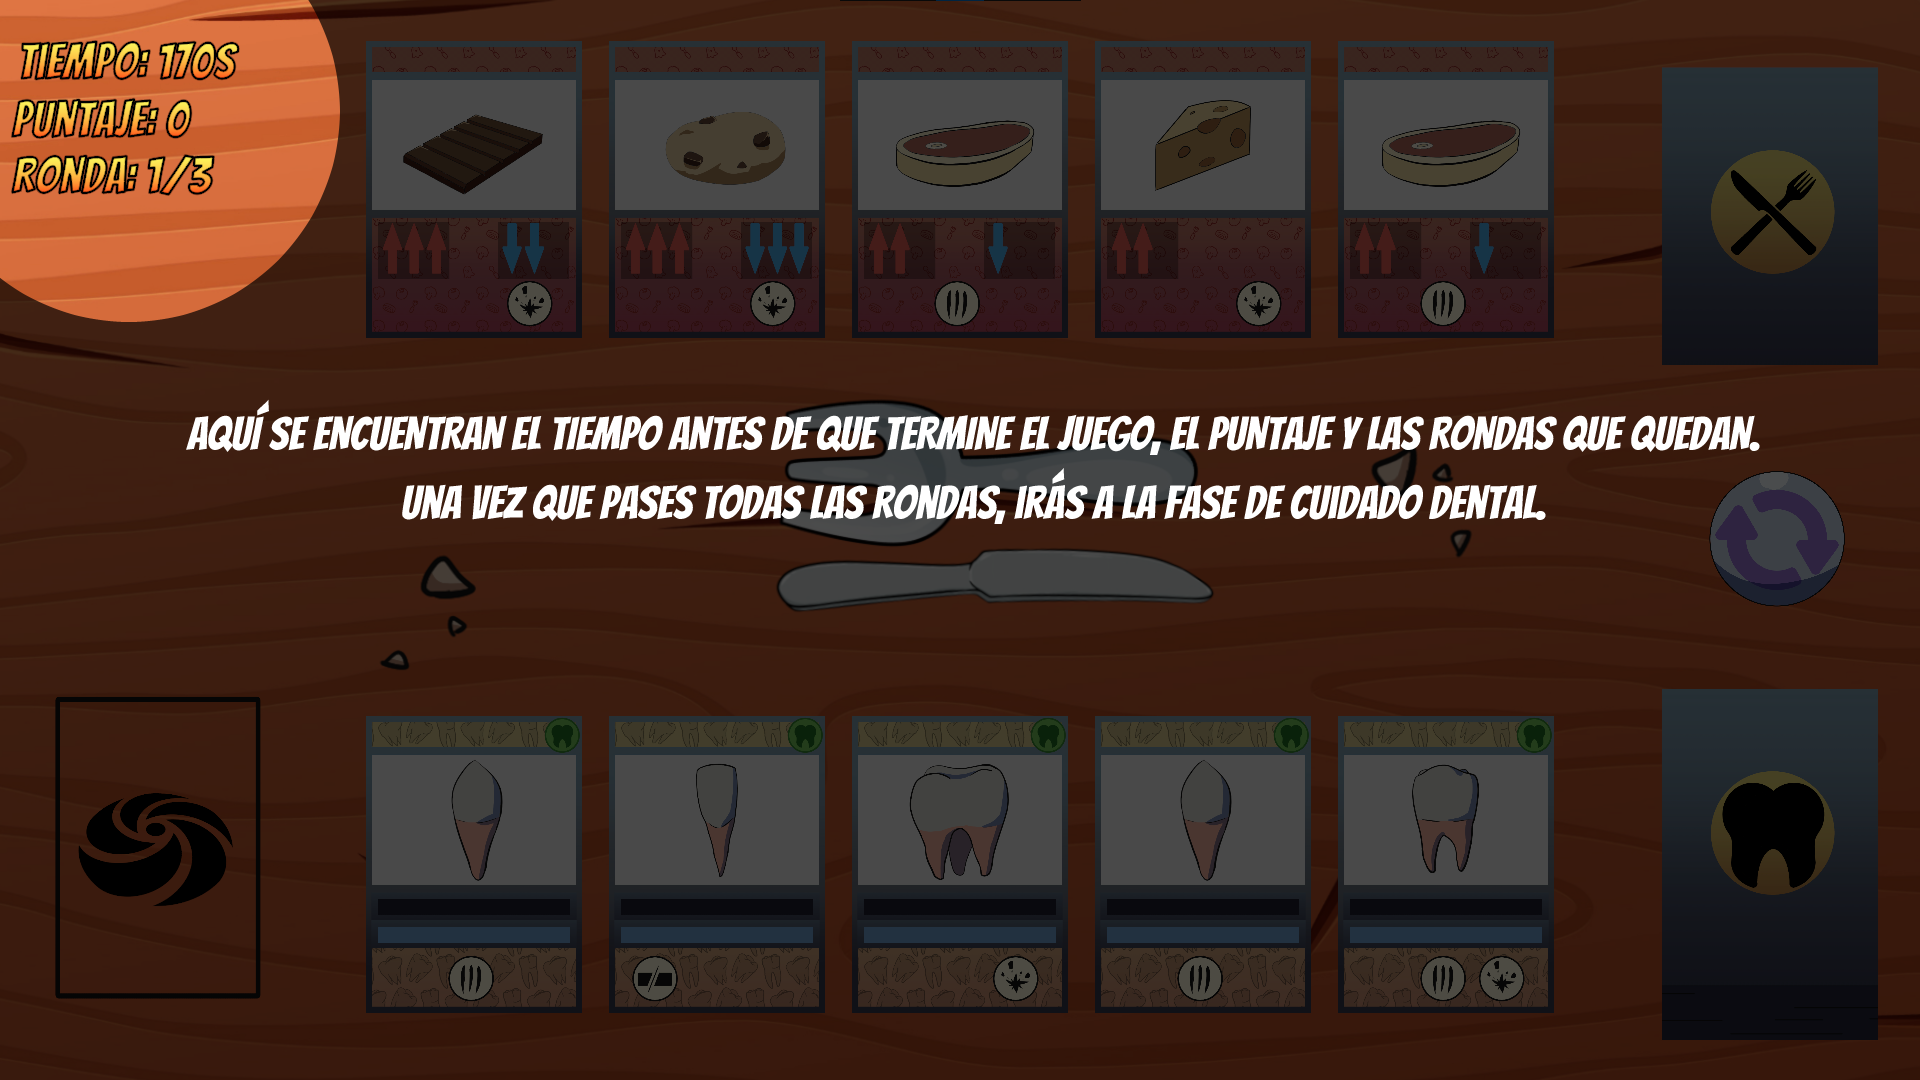 TIEMPO: 170S
PUNTAJE: 0
RONDA: 1/3
AQUÍ SE ENCUENTRAN EL TIEMPO ANTES DE QUE TERMINE EL JUEGO, EL PUNTAJE Y LAS RONDAS QUE QUEDAN.
UNA VEZ QUE PASES TODAS LAS RONDAS, IRÁS A LA FASE DE CUIDADO DENTAL.